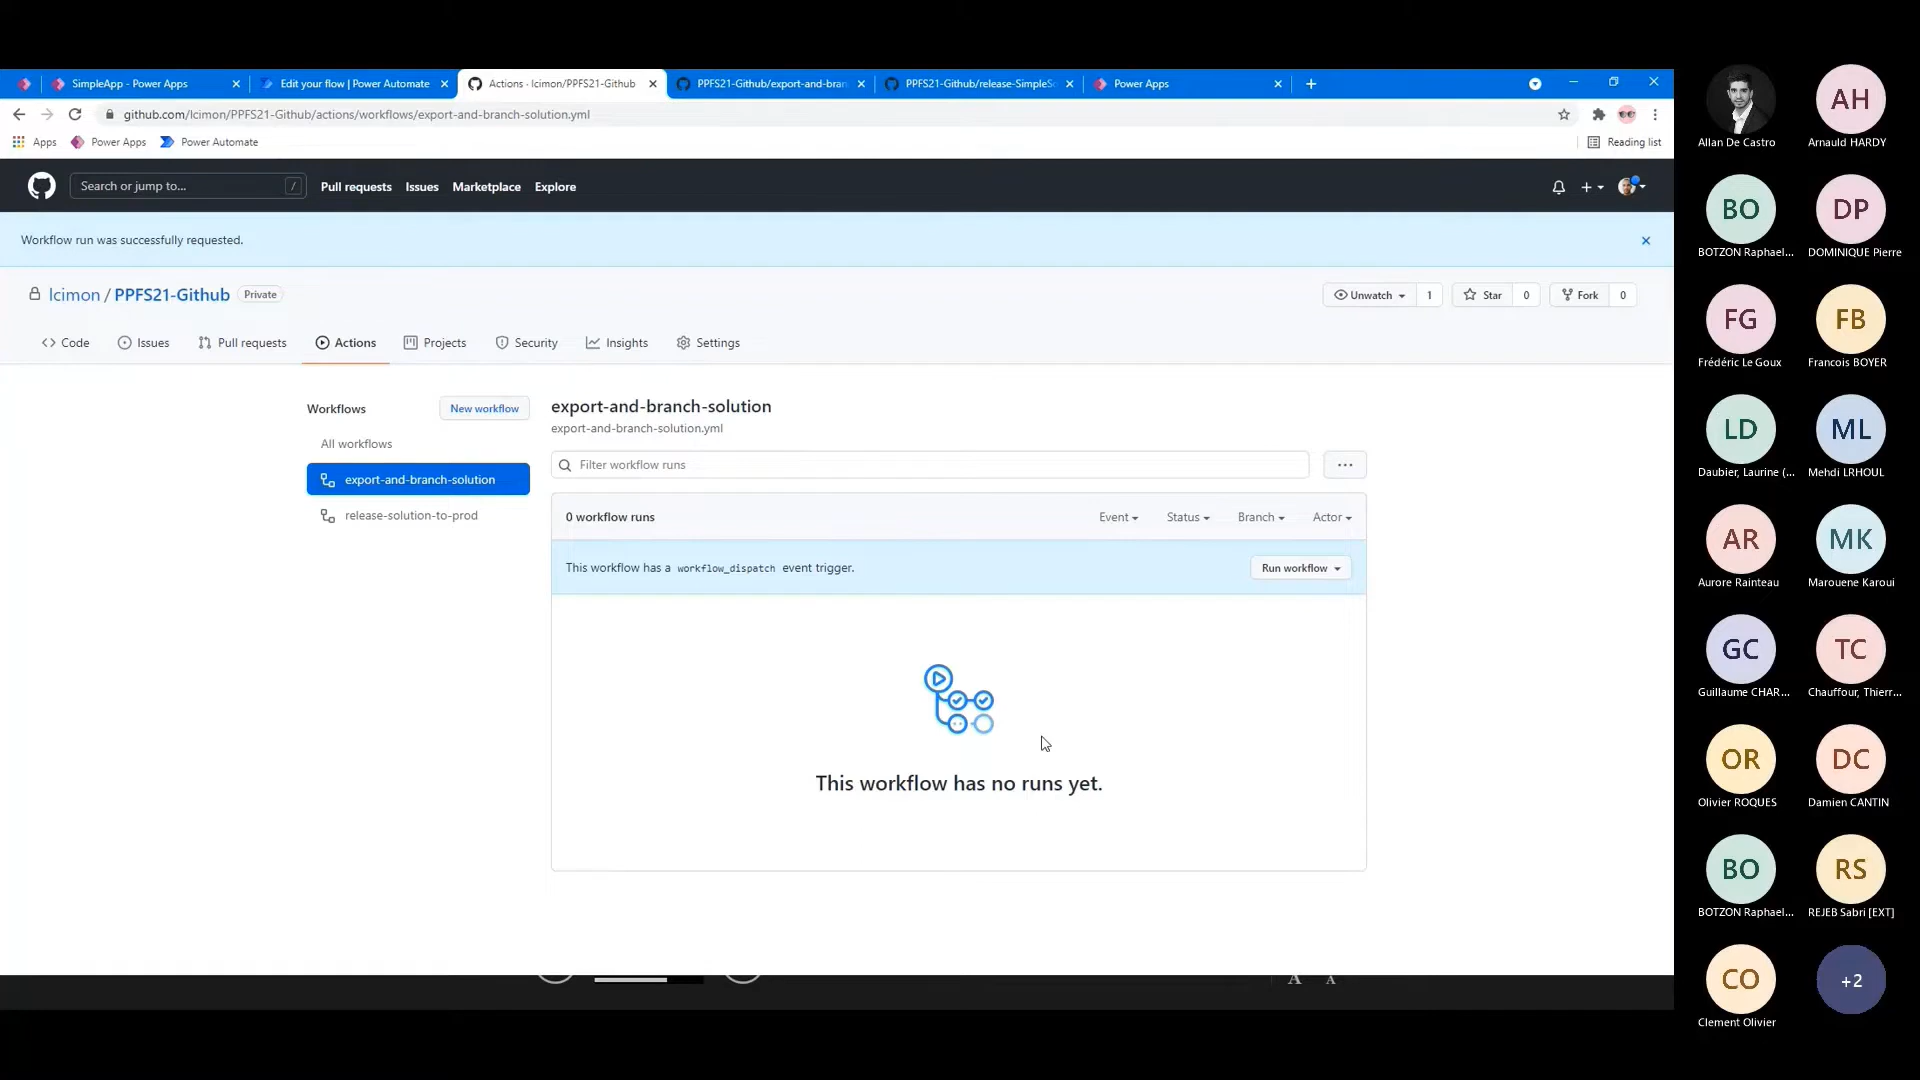 SimpleApp - Power Apps
Edit your flow | Power Automate
Actions · lcimon/PPFS21-Github
PPFS21-Github/export-and-bran
PPFS21-Github/release-SimpleSo
Power Apps
github.com/lcimon/PPFS21-Github/actions/workflows/export-and-branch-solution.yml
Apps
Power Apps
Power Automate
Reading list
Search or jump to...
/
Pull requests
Issues
Marketplace
Explore
Workflow run was successfully requested.
lcimon / PPFS21-Github
Private
Unwatch
1
Star
0
Fork
0
Code
Issues
Pull requests
Actions
Projects
Security
Insights
Settings
Workflows
New workflow
All workflows
export-and-branch-solution
release-solution-to-prod
export-and-branch-solution
export-and-branch-solution.yml
Filter workflow runs
0 workflow runs
Event
Status
Branch
Actor
This workflow has a workflow_dispatch event trigger.
Run workflow
This workflow has no runs yet.
A A
Allan De Castro
AH
Arnauld HARDY
BO
BOTZON Raphael...
DP
DOMINIQUE Pierre
FG
Frédéric Le Goux
FB
Francois BOYER
LD
Daubier, Laurine (...
ML
Mehdi LRHOUL
AR
Aurore Rainteau
MK
Marouene Karoui
GC
Guillaume CHAR...
TC
Chauffour, Thierr...
OR
Olivier ROQUES
DC
Damien CANTIN
BO
BOTZON Raphael...
RS
REJEB Sabri [EXT]
CO
Clement Olivier
+2